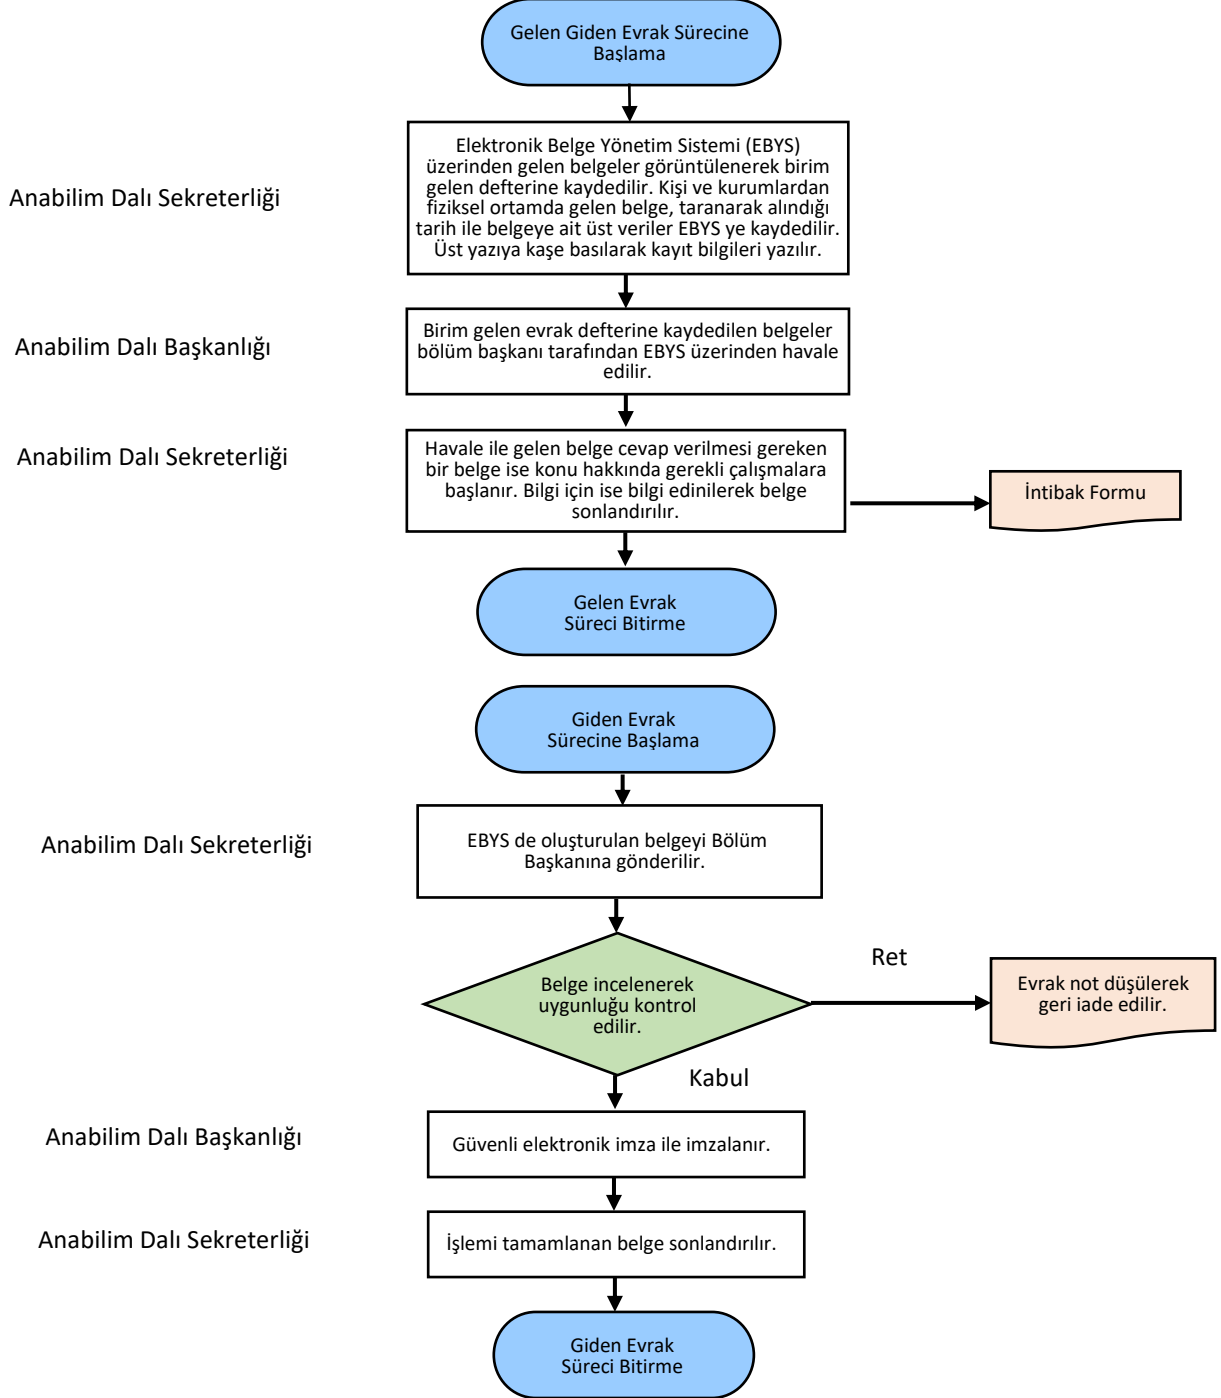 Gelen Giden Evrak Sürecine
Başlama
Anabilim Dalı Sekreterliği
Elektronik Belge Yönetim Sistemi (EBYS)
üzerinden gelen belgeler görüntülenerek birim
gelen defterine kaydedilir. Kişi ve kurumlardan
fiziksel ortamda gelen belge, taranarak alındığı
tarih ile belgeye ait üst veriler EBYS ye kaydedilir.
Üst yazıya kaşe basılarak kayıt bilgileri yazılır.
Anabilim Dalı Başkanlığı
Birim gelen evrak defterine kaydedilen belgeler
bölüm başkanı tarafından EBYS üzerinden havale
edilir.
Anabilim Dalı Sekreterliği
Havale ile gelen belge cevap verilmesi gereken
bir belge ise konu hakkında gerekli çalışmalara
başlanır. Bilgi için ise bilgi edinilerek belge
sonlandırılır.
İntibak Formu
Gelen Evrak
Süreci Bitirme
Giden Evrak
Sürecine Başlama
Anabilim Dalı Sekreterliği
EBYS de oluşturulan belgeyi Bölüm
Başkanına gönderilir.
Belge incelenerek
uygunluğu kontrol
edilir.
Ret
Evrak not düşülerek
geri iade edilir.
Kabul
Anabilim Dalı Başkanlığı
Güvenli elektronik imza ile imzalanır.
Anabilim Dalı Sekreterliği
İşlemi tamamlanan belge sonlandırılır.
Giden Evrak
Süreci Bitirme